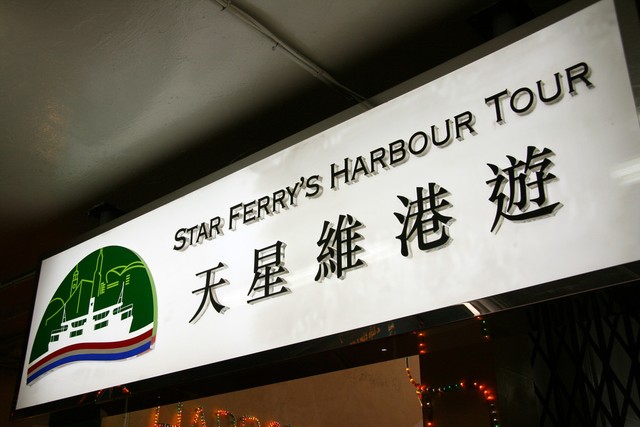 STAR FERRY'S HARBOUR TOUR
天星維港遊